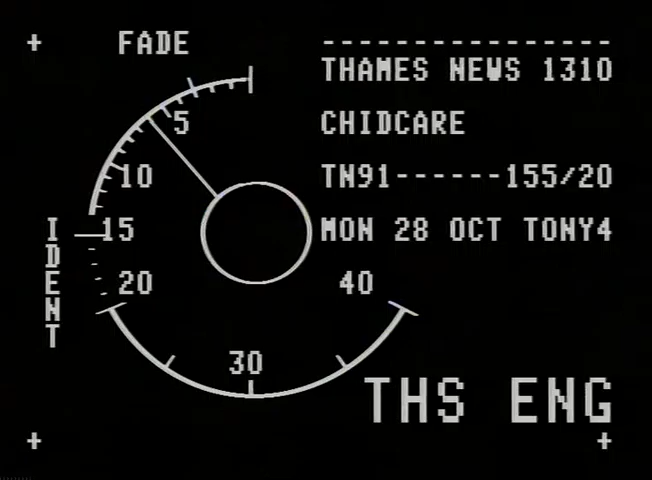 FADE
----------------
THAMES NEWS 1310
CHIDCARE
TN91------155/20
MON 28 OCT TONY4
5
10
15
20
30
40
IDENT
THS ENG